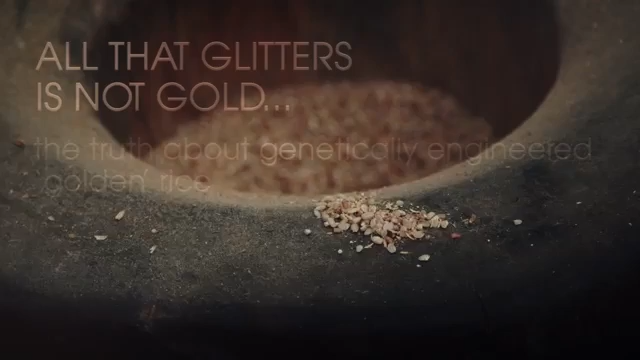 ALL THAT GLITTERS
IS NOT GOLD...
the truth about genetically engineered
'golden' rice